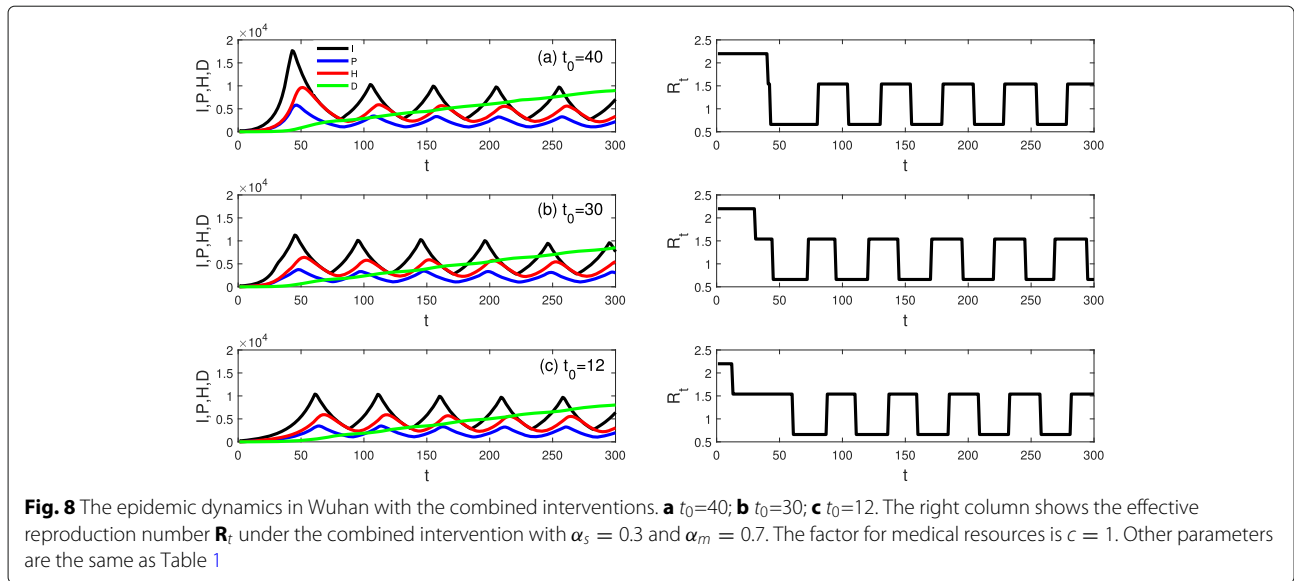 ×10⁴
2
1.5
1
0.5
0
I,P,H,D
I
P
H
D
(a) t₀=40
0 50 100 150 200 250 300
t
2.5
2
1.5
1
0.5
Rₜ
0 50 100 150 200 250 300
t
×10⁴
2
1.5
1
0.5
0
I,P,H,D
(b) t₀=30
0 50 100 150 200 250 300
t
2.5
2
1.5
1
0.5
Rₜ
0 50 100 150 200 250 300
t
×10⁴
2
1.5
1
0.5
0
I,P,H,D
(c) t₀=12
0 50 100 150 200 250 300
t
2.5
2
1.5
1
0.5
Rₜ
0 50 100 150 200 250 300
t
Fig. 8 The epidemic dynamics in Wuhan with the combined interventions. a t₀=40; b t₀=30; c t₀=12. The right column shows the effective
reproduction number Rₜ under the combined intervention with αₛ = 0.3 and αₘ = 0.7. The factor for medical resources is c = 1. Other parameters
are the same as Table 1